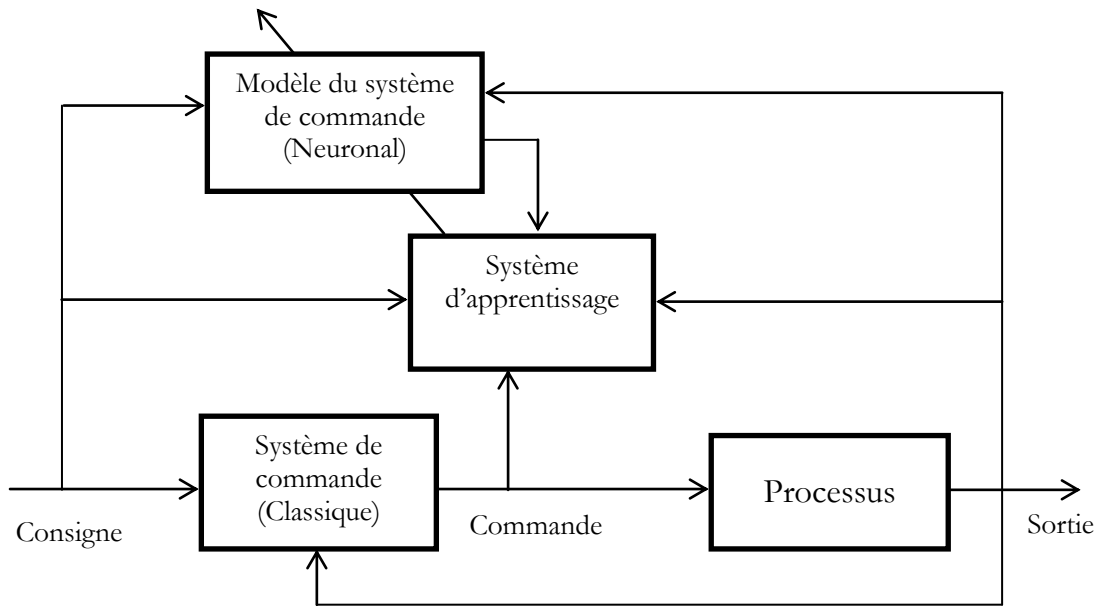 Modèle du système
de commande
(Neuronal)
Système
d’apprentissage
Système de
commande
(Classique)
Processus
Consigne
Commande
Sortie